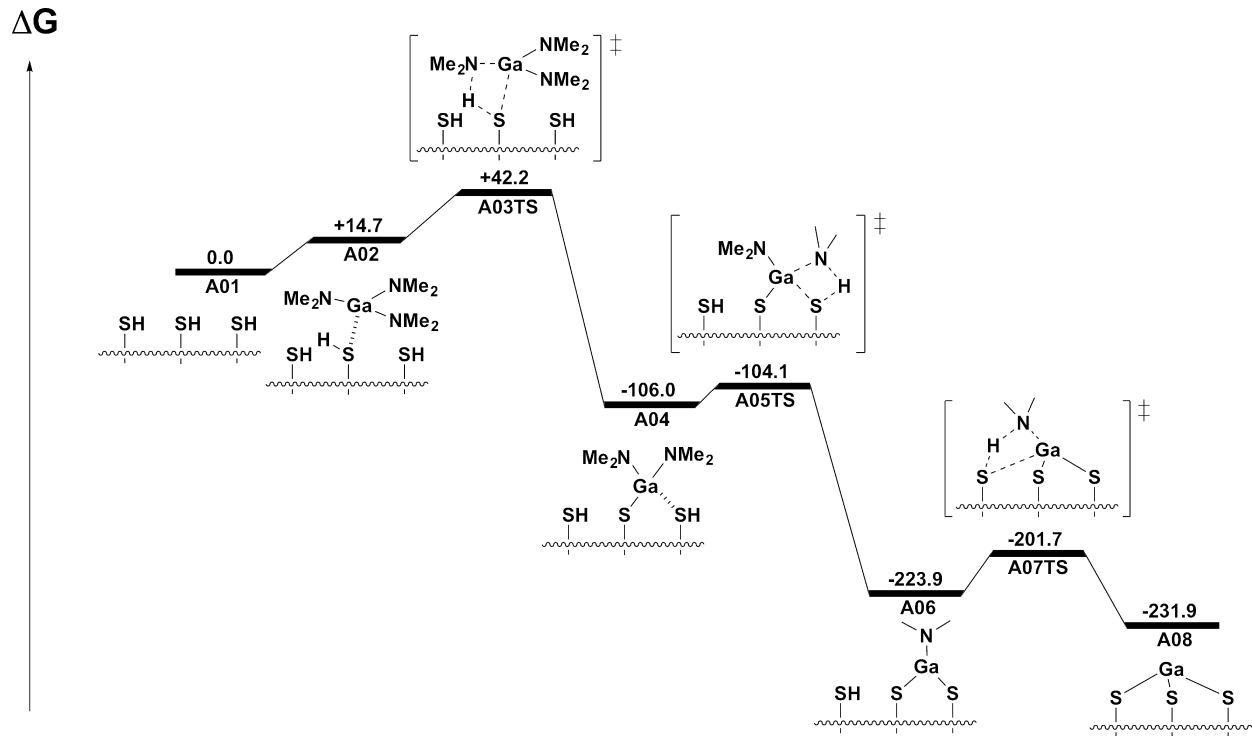 ΔG
Me₂N Ga NMe₂
NMe₂
H
SH S SH
‡
+42.2
A03TS
+14.7
A02
0.0
A01
SH SH SH
Me₂N Ga NMe₂
NMe₂
H
SH S SH
‡
Me₂N N
Ga H
SH S S
-104.1
A05TS
-106.0
A04
Me₂N NMe₂
Ga
SH S SH
‡
N
H Ga
S S S
-201.7
A07TS
-223.9
A06
N
Ga
SH S S
-231.9
A08
Ga
S S S